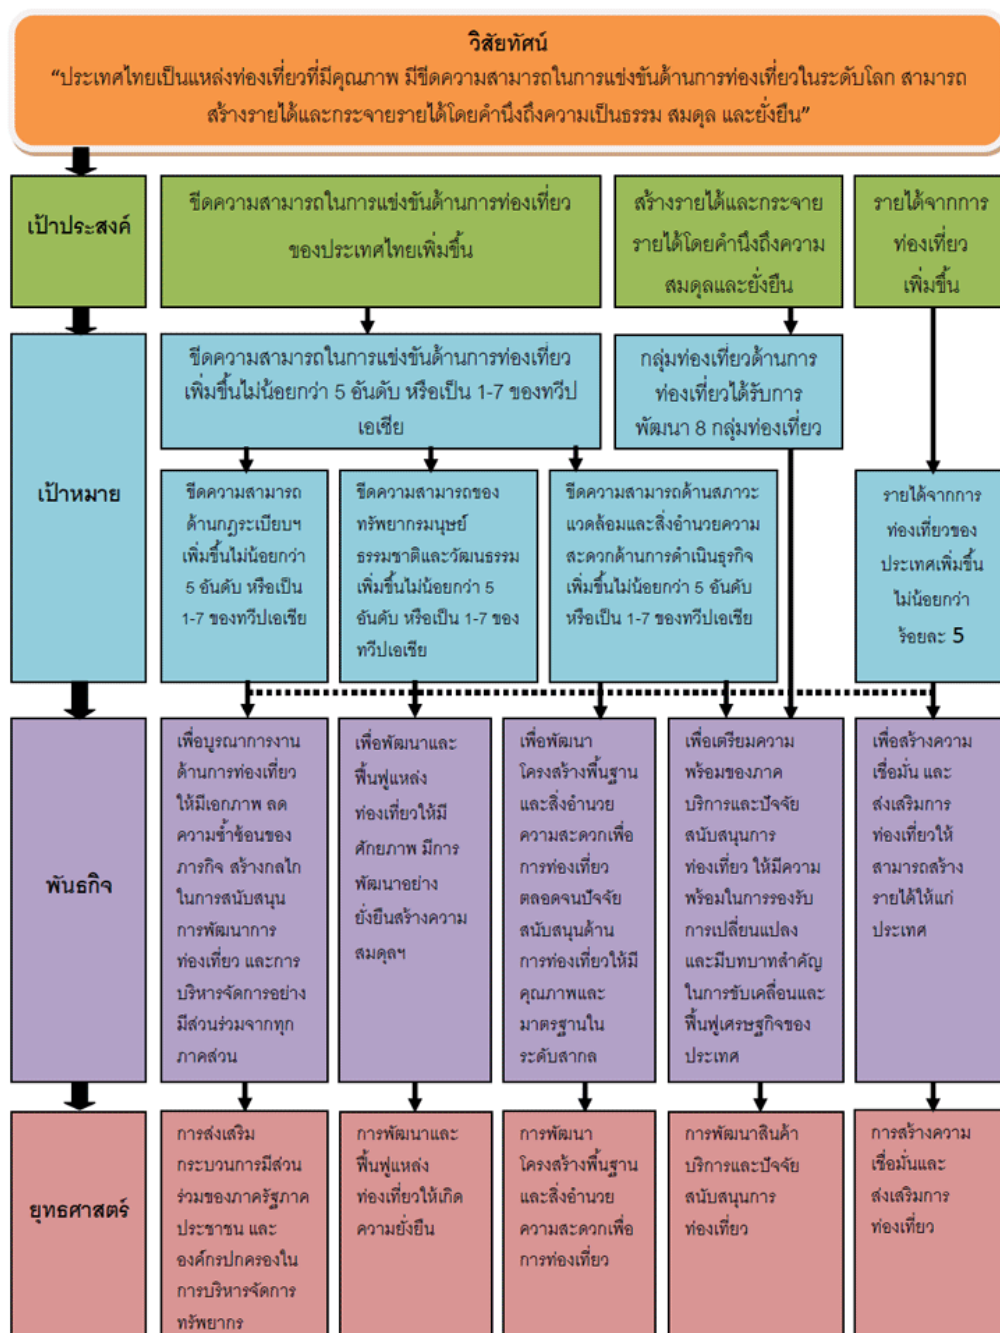 วิสัยทัศน์
“ประเทศไทยเป็นแหล่งท่องเที่ยวที่มีคุณภาพ มีขีดความสามารถในการแข่งขันด้านการท่องเที่ยวในระดับโลก สามารถ
สร้างรายได้และกระจายรายได้โดยคำนึงถึงความเป็นธรรม สมดุล และยั่งยืน”
เป้าประสงค์
ขีดความสามารถในการแข่งขันด้านการท่องเที่ยว
ของประเทศไทยเพิ่มขึ้น
สร้างรายได้และกระจาย
รายได้โดยคำนึงถึงความ
สมดุลและยั่งยืน
รายได้จากการ
ท่องเที่ยว
เพิ่มขึ้น
เป้าหมาย
ขีดความสามารถในการแข่งขันด้านการท่องเที่ยว
เพิ่มขึ้นไม่น้อยกว่า 5 อันดับ หรือเป็น 1-7 ของทวีป
เอเชีย
กลุ่มท่องเที่ยวด้านการ
ท่องเที่ยวได้รับการ
พัฒนา 8 กลุ่มท่องเที่ยว
ขีดความสามารถ
ด้านกฎระเบียบฯ
เพิ่มขึ้นไม่น้อยกว่า
5 อันดับ หรือเป็น
1-7 ของทวีปเอเชีย
ขีดความสามารถของ
ทรัพยากรมนุษย์
ธรรมชาติและวัฒนธรรม
เพิ่มขึ้นไม่น้อยกว่า 5
อันดับ หรือเป็น 1-7 ของ
ทวีปเอเชีย
ขีดความสามารถด้านสภาวะ
แวดล้อมและสิ่งอำนวยความ
สะดวกด้านการดำเนินธุรกิจ
เพิ่มขึ้นไม่น้อยกว่า 5 อันดับ
หรือเป็น 1-7 ของทวีปเอเชีย
รายได้จากการ
ท่องเที่ยวของ
ประเทศเพิ่มขึ้น
ไม่น้อยกว่า
ร้อยละ 5
พันธกิจ
เพื่อบูรณาการงาน
ด้านการท่องเที่ยว
ให้มีเอกภาพ ลด
ความซ้ำซ้อนของ
ภารกิจ สร้างกลไก
ในการสนับสนุน
การพัฒนาการ
ท่องเที่ยว และการ
บริหารจัดการอย่าง
มีส่วนร่วมจากทุก
ภาคส่วน
เพื่อพัฒนาและ
ฟื้นฟูแหล่ง
ท่องเที่ยวให้มี
ศักยภาพ มีการ
พัฒนาอย่าง
ยั่งยืนสร้างความ
สมดุลฯ
เพื่อพัฒนา
โครงสร้างพื้นฐาน
และสิ่งอำนวย
ความสะดวกเพื่อ
การท่องเที่ยว
ตลอดจนปัจจัย
สนับสนุนด้าน
การท่องเที่ยวให้มี
คุณภาพและ
มาตรฐานใน
ระดับสากล
เพื่อเตรียมความ
พร้อมของภาค
บริการและปัจจัย
สนับสนุนการ
ท่องเที่ยว ให้มีความ
พร้อมในการรองรับ
การเปลี่ยนแปลง
และมีบทบาทสำคัญ
ในการขับเคลื่อนและ
ฟื้นฟูเศรษฐกิจของ
ประเทศ
เพื่อสร้างความ
เชื่อมั่น และ
ส่งเสริมการ
ท่องเที่ยวให้
สามารถสร้าง
รายได้ให้แก่
ประเทศ
ยุทธศาสตร์
การส่งเสริม
กระบวนการมีส่วน
ร่วมของภาครัฐภาค
ประชาชน และ
องค์กรปกครองใน
การบริหารจัดการ
ทรัพยากร
การพัฒนาและ
ฟื้นฟูแหล่ง
ท่องเที่ยวให้เกิด
ความยั่งยืน
การพัฒนา
โครงสร้างพื้นฐาน
และสิ่งอำนวย
ความสะดวกเพื่อ
การท่องเที่ยว
การพัฒนาสินค้า
บริการและปัจจัย
สนับสนุนการ
ท่องเที่ยว
การสร้างความ
เชื่อมั่นและ
ส่งเสริมการ
ท่องเที่ยว